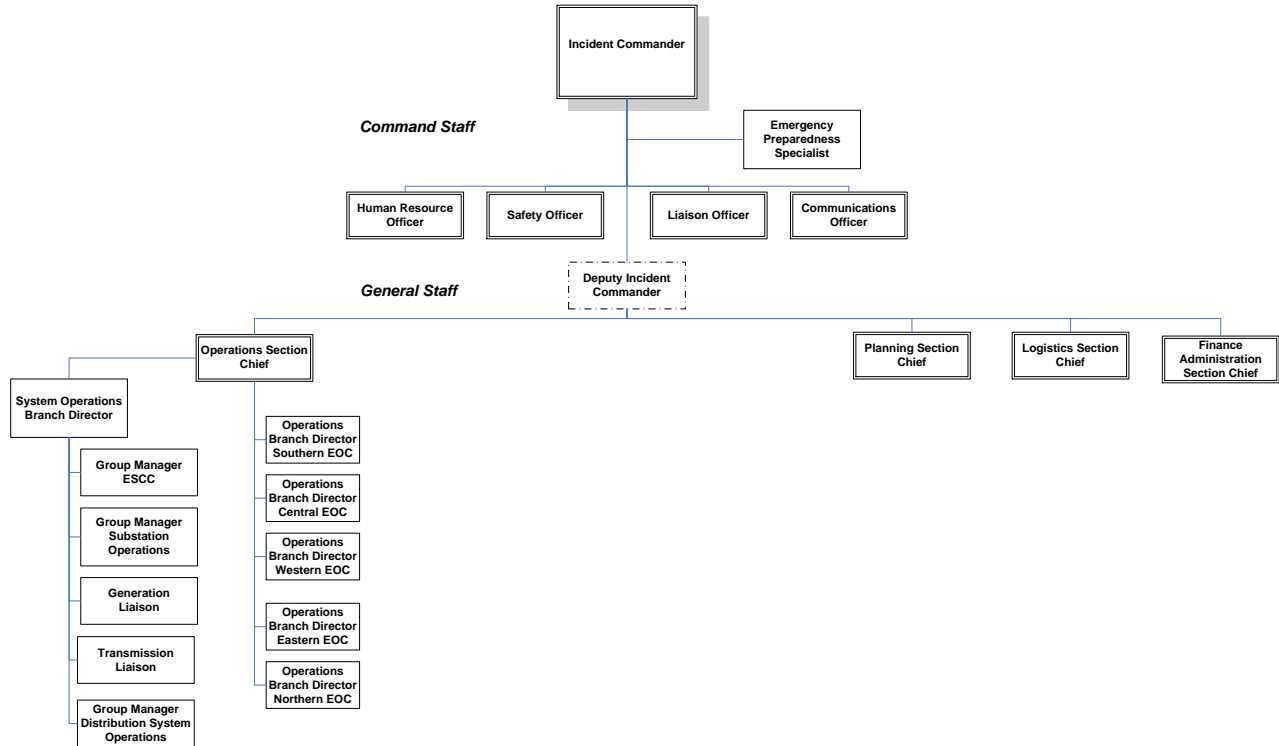 Incident Commander
Command Staff
Emergency
Preparedness
Specialist
Human Resource
Officer
Safety Officer
Liaison Officer
Communications
Officer
Deputy Incident
Commander
General Staff
Operations Section
Chief
Planning Section
Chief
Logistics Section
Chief
Finance
Administration
Section Chief
System Operations
Branch Director
Group Manager
ESCC
Group Manager
Substation
Operations
Generation
Liaison
Transmission
Liaison
Group Manager
Distribution System
Operations
Operations
Branch Director
Southern EOC
Operations
Branch Director
Central EOC
Operations
Branch Director
Western EOC
Operations
Branch Director
Eastern EOC
Operations
Branch Director
Northern EOC